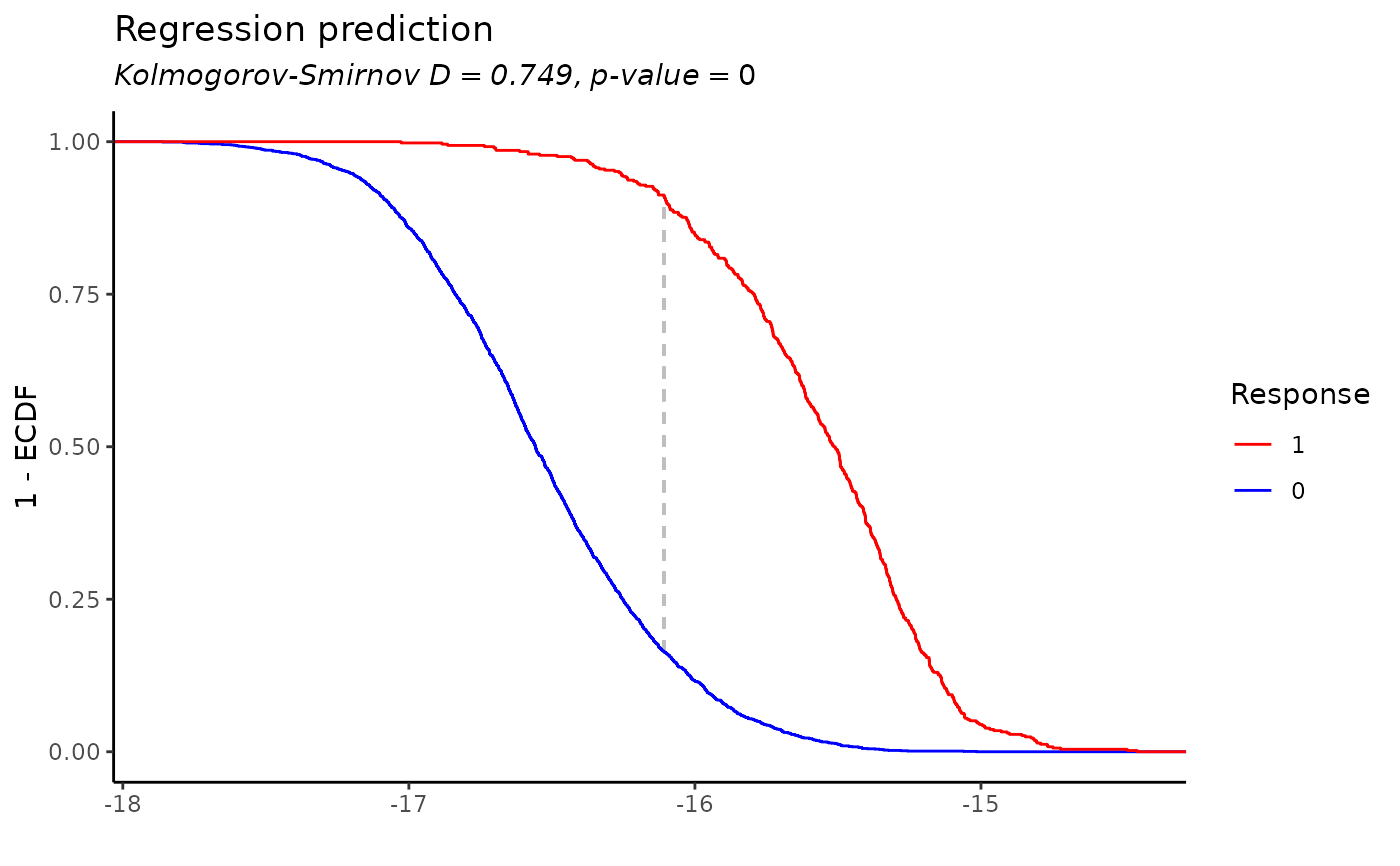 Regression prediction
Kolmogorov-Smirnov D = 0.749, p-value = 0
1 - ECDF
1.00
0.75
0.50
0.25
0.00
-18
-17
-16
-15
Response
1
0